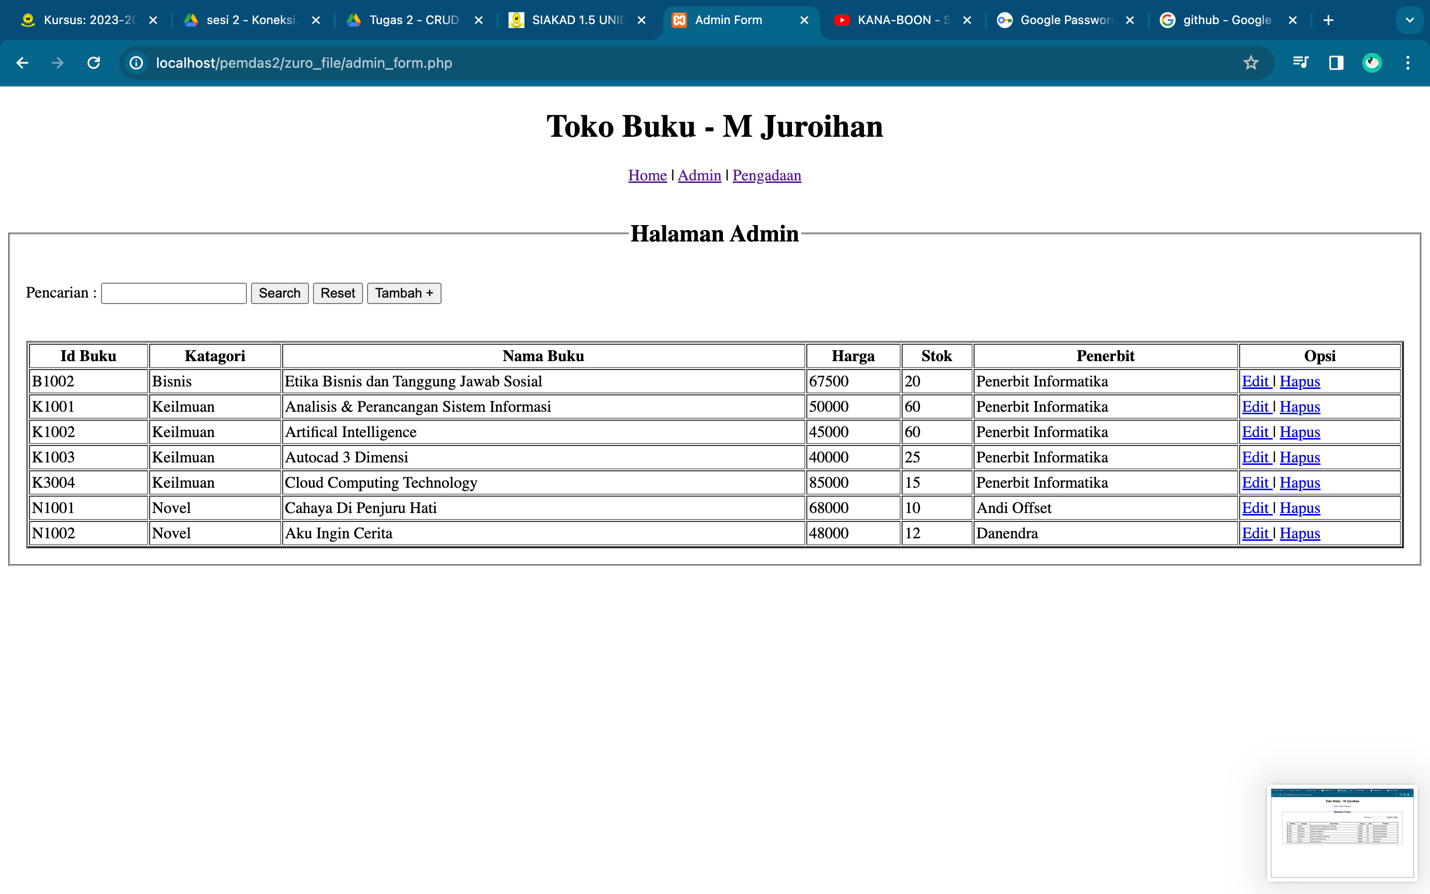 Kursus: 2023-20
sesi 2 - Koneksi.
Tugas 2 - CRUD
SIAKAD 1.5 UNID
Admin Form
KANA-BOON - S
Google Password
github - Google
localhost/pemdas2/zuro_file/admin_form.php
Toko Buku - M Juroihan
Home | Admin | Pengadaan
Halaman Admin
Pencarian : Search Reset Tambah +
Id Buku Katagori Nama Buku Harga Stok Penerbit Opsi
B1002 Bisnis Etika Bisnis dan Tanggung Jawab Sosial 67500 20 Penerbit Informatika Edit | Hapus
K1001 Keilmuan Analisis & Perancangan Sistem Informasi 50000 60 Penerbit Informatika Edit | Hapus
K1002 Keilmuan Artifical Intelligence 45000 60 Penerbit Informatika Edit | Hapus
K1003 Keilmuan Autocad 3 Dimensi 40000 25 Penerbit Informatika Edit | Hapus
K3004 Keilmuan Cloud Computing Technology 85000 15 Penerbit Informatika Edit | Hapus
N1001 Novel Cahaya Di Penjuru Hati 68000 10 Andi Offset Edit | Hapus
N1002 Novel Aku Ingin Cerita 48000 12 Danendra Edit | Hapus
Toko Buku - M Juroihan